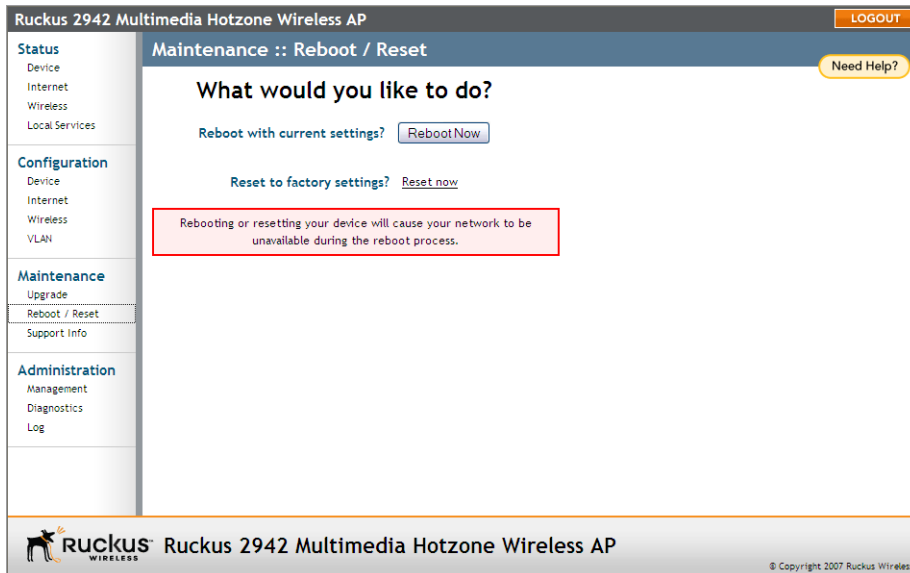 Ruckus 2942 Multimedia Hotzone Wireless AP
LOGOUT
Status
Device
Internet
Wireless
Local Services
Configuration
Device
Internet
Wireless
VLAN
Maintenance
Upgrade
Reboot / Reset
Support Info
Administration
Management
Diagnostics
Log
Maintenance :: Reboot / Reset
Need Help?
What would you like to do?
Reboot with current settings? Reboot Now
Reset to factory settings? Reset now
Rebooting or resetting your device will cause your network to be
unavailable during the reboot process.
Ruckus WIRELESS
Ruckus 2942 Multimedia Hotzone Wireless AP
© Copyright 2007 Ruckus Wireles